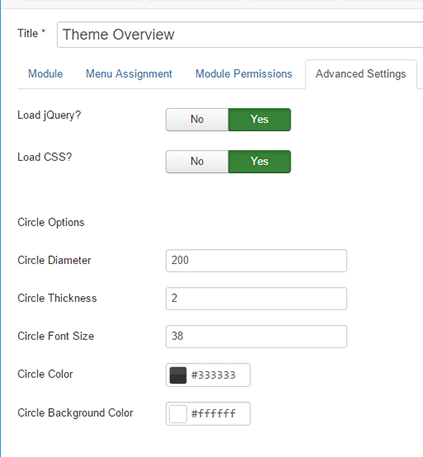 Title * Theme Overview
Module Menu Assignment Module Permissions Advanced Settings
Load jQuery? No Yes
Load CSS? No Yes
Circle Options
Circle Diameter 200
Circle Thickness 2
Circle Font Size 38
Circle Color #333333
Circle Background Color #ffffff